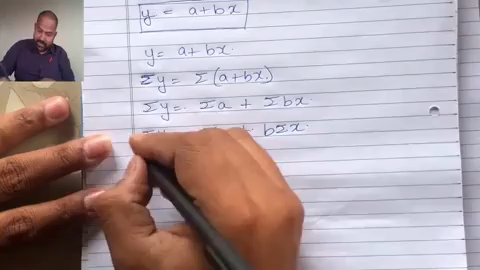 y = a+bx
y= a+bx.
Σy= Σ(a+bx)
Σy= Σa + Σbx
+ bΣx.